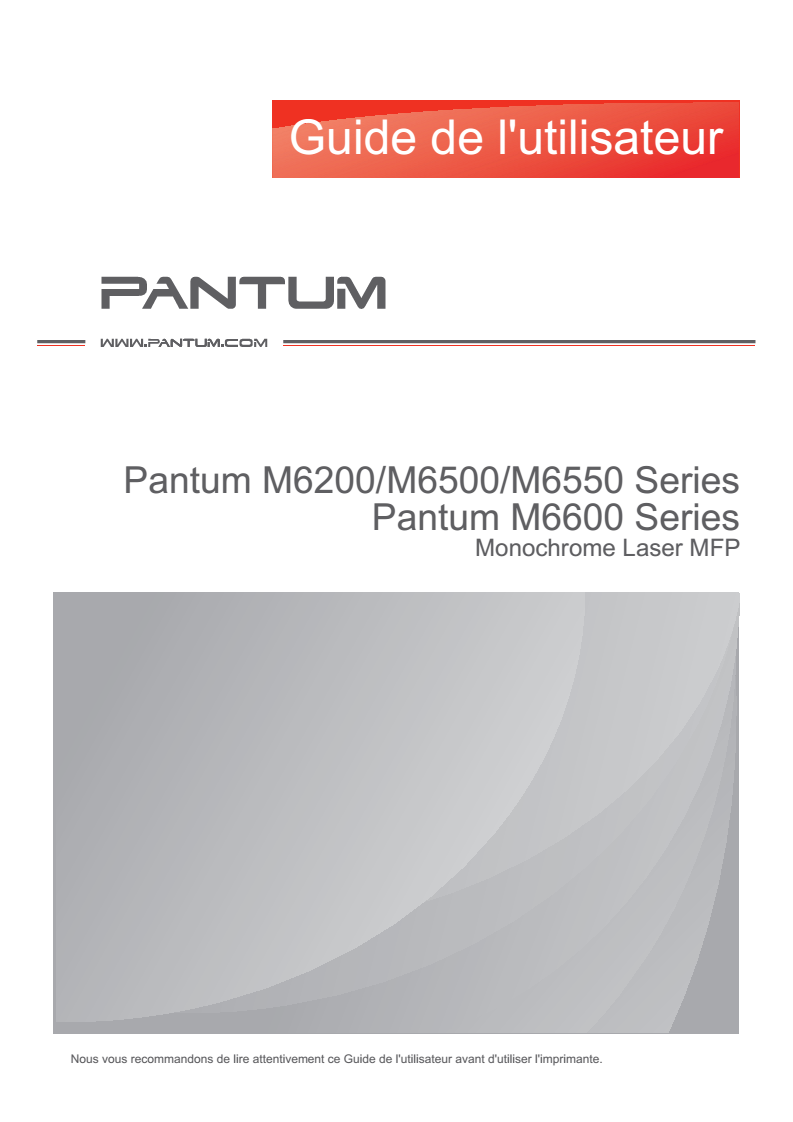 Guide de l'utilisateur
PANTUM
WWW.PANTUM.COM
Pantum M6200/M6500/M6550 Series
Pantum M6600 Series
Monochrome Laser MFP
Nous vous recommandons de lire attentivement ce Guide de l'utilisateur avant d'utiliser l'imprimante.